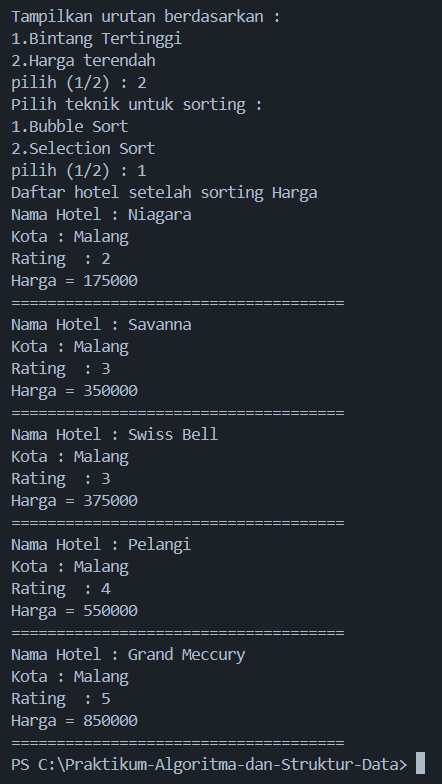 Tampilkan urutan berdasarkan :
1.Bintang Tertinggi
2.Harga terendah
pilih (1/2) : 2
Pilih teknik untuk sorting :
1.Bubble Sort
2.Selection Sort
pilih (1/2) : 1
Daftar hotel setelah sorting Harga
Nama Hotel : Niagara
Kota : Malang
Rating  : 2
Harga = 175000
=====================================
Nama Hotel : Savanna
Kota : Malang
Rating  : 3
Harga = 350000
=====================================
Nama Hotel : Swiss Bell
Kota : Malang
Rating  : 3
Harga = 375000
=====================================
Nama Hotel : Pelangi
Kota : Malang
Rating  : 4
Harga = 550000
=====================================
Nama Hotel : Grand Meccury
Kota : Malang
Rating  : 5
Harga = 850000
=====================================
PS C:\Praktikum-Algoritma-dan-Struktur-Data>